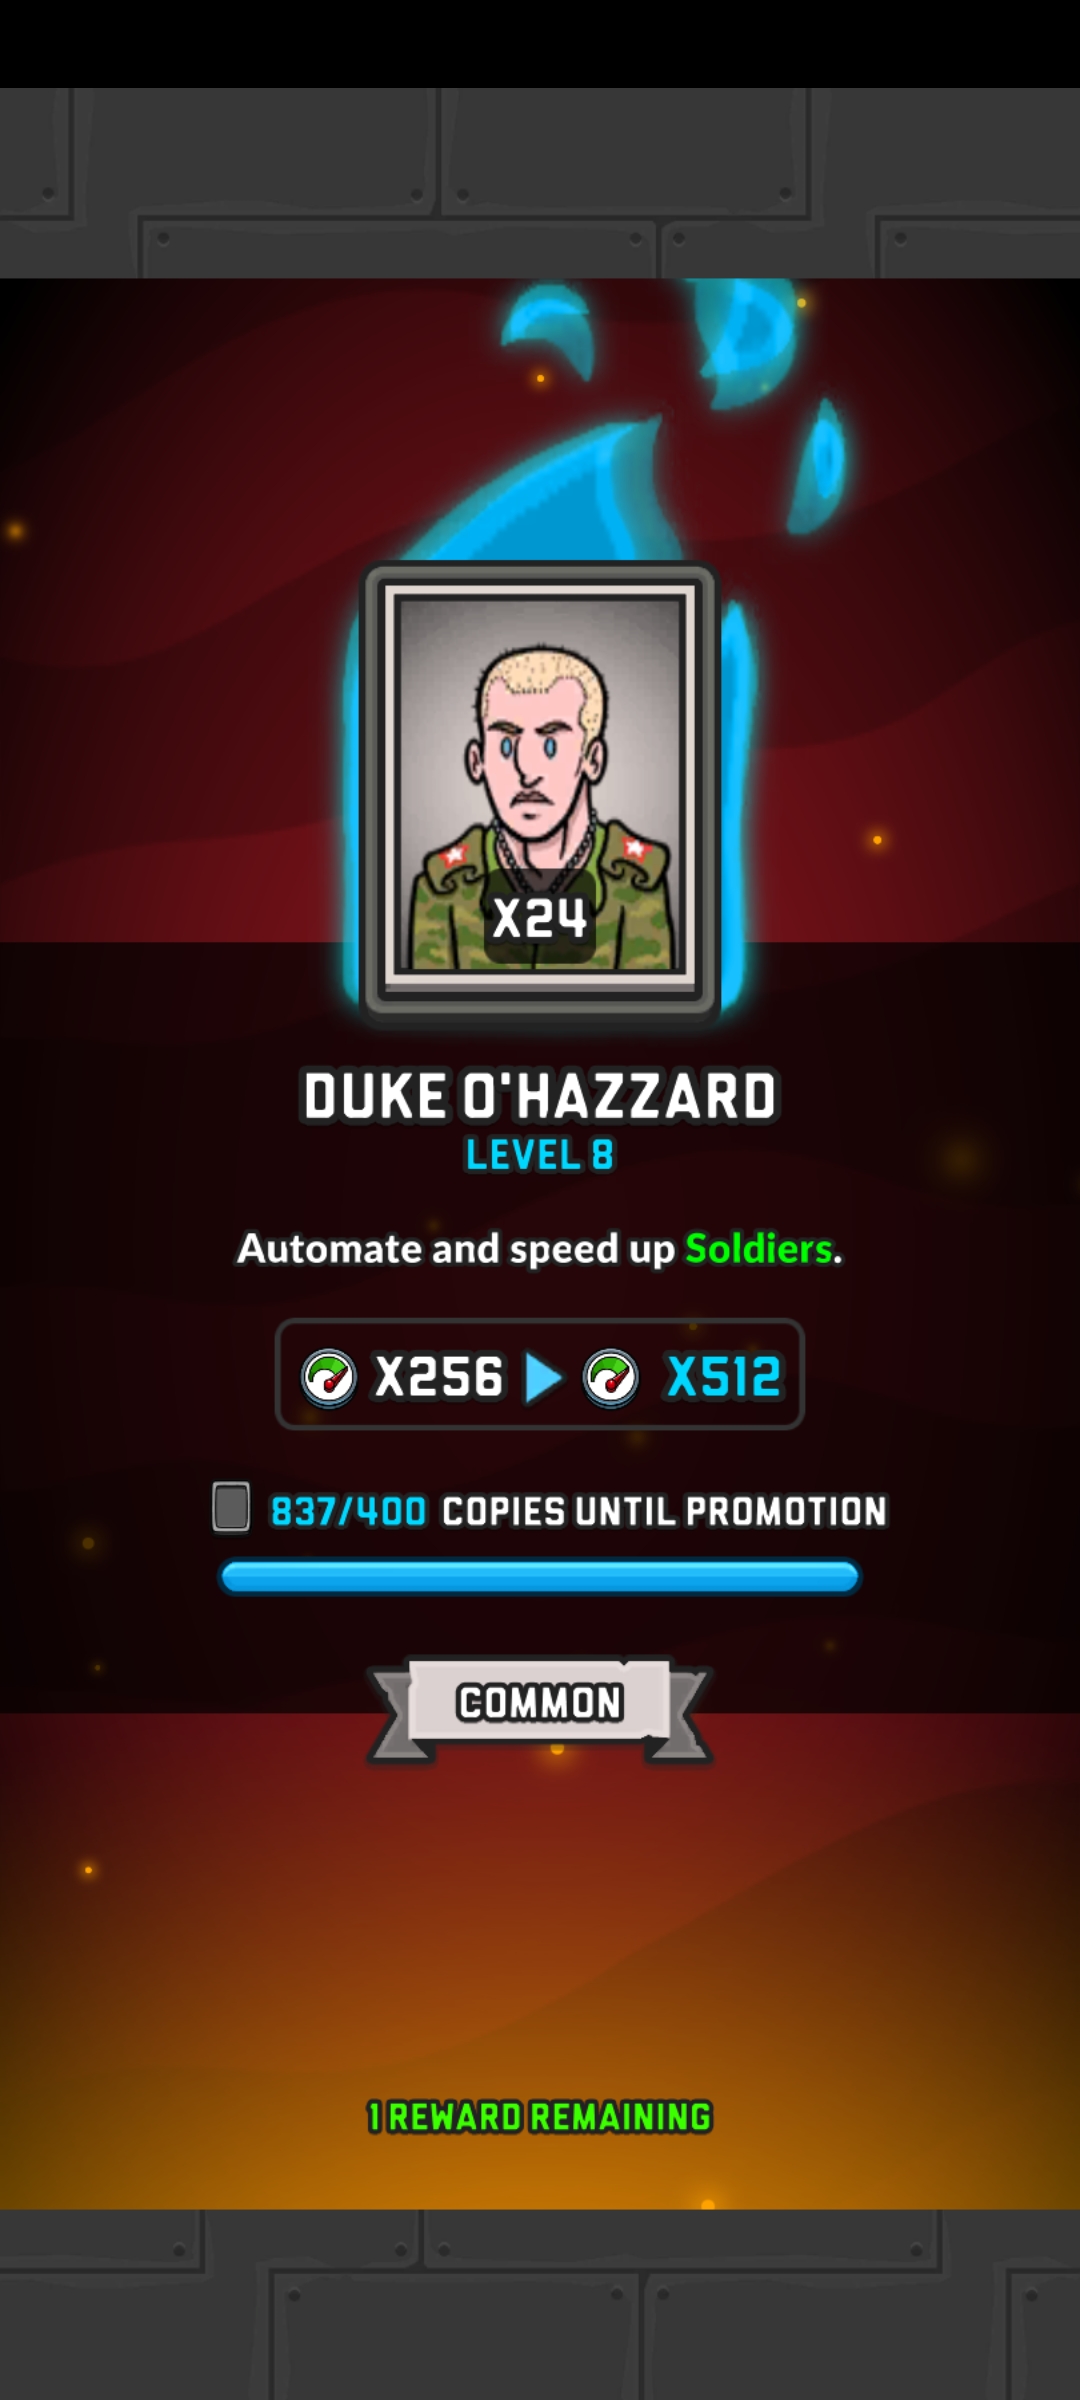 X24
DUKE O'HAZZARD
LEVEL 8
Automate and speed up Soldiers.
X256 X512
837/400 COPIES UNTIL PROMOTION
COMMON
1 REWARD REMAINING